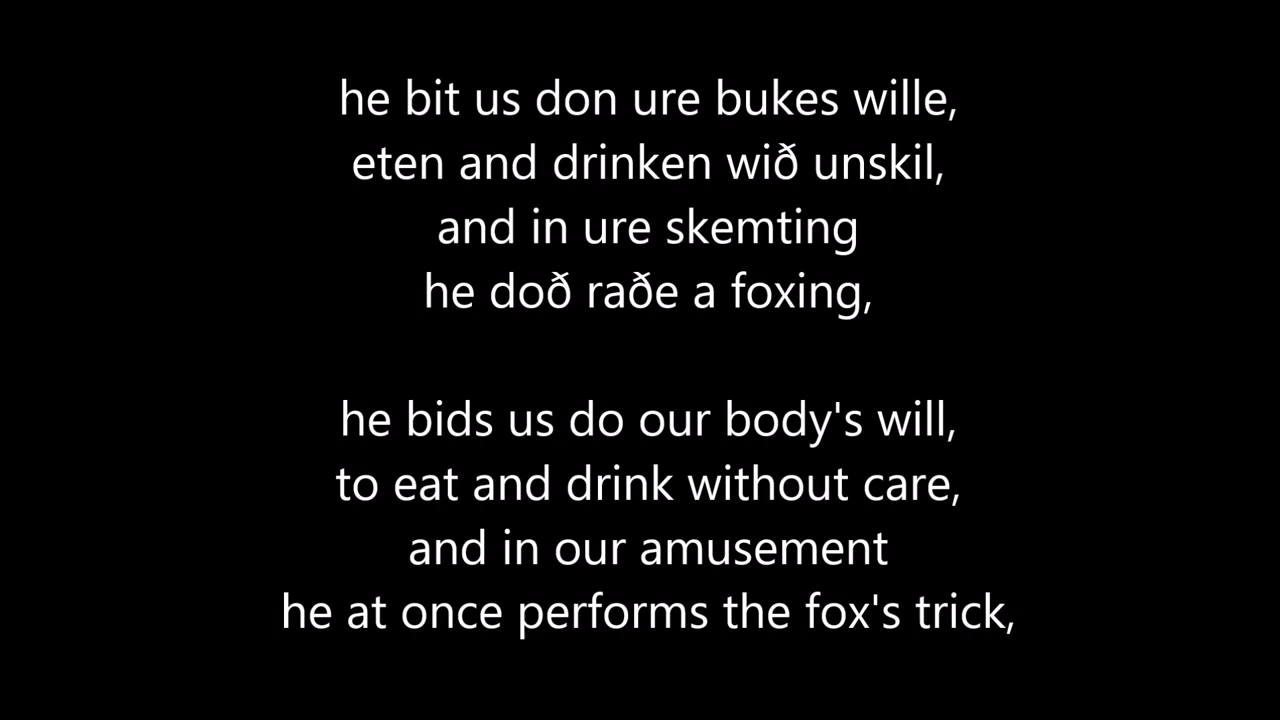 he bit us don ure bukes wille,
eten and drinken wið unskil,
and in ure skemting
he doð raðe a foxing,
he bids us do our body's will,
to eat and drink without care,
and in our amusement
he at once performs the fox's trick,